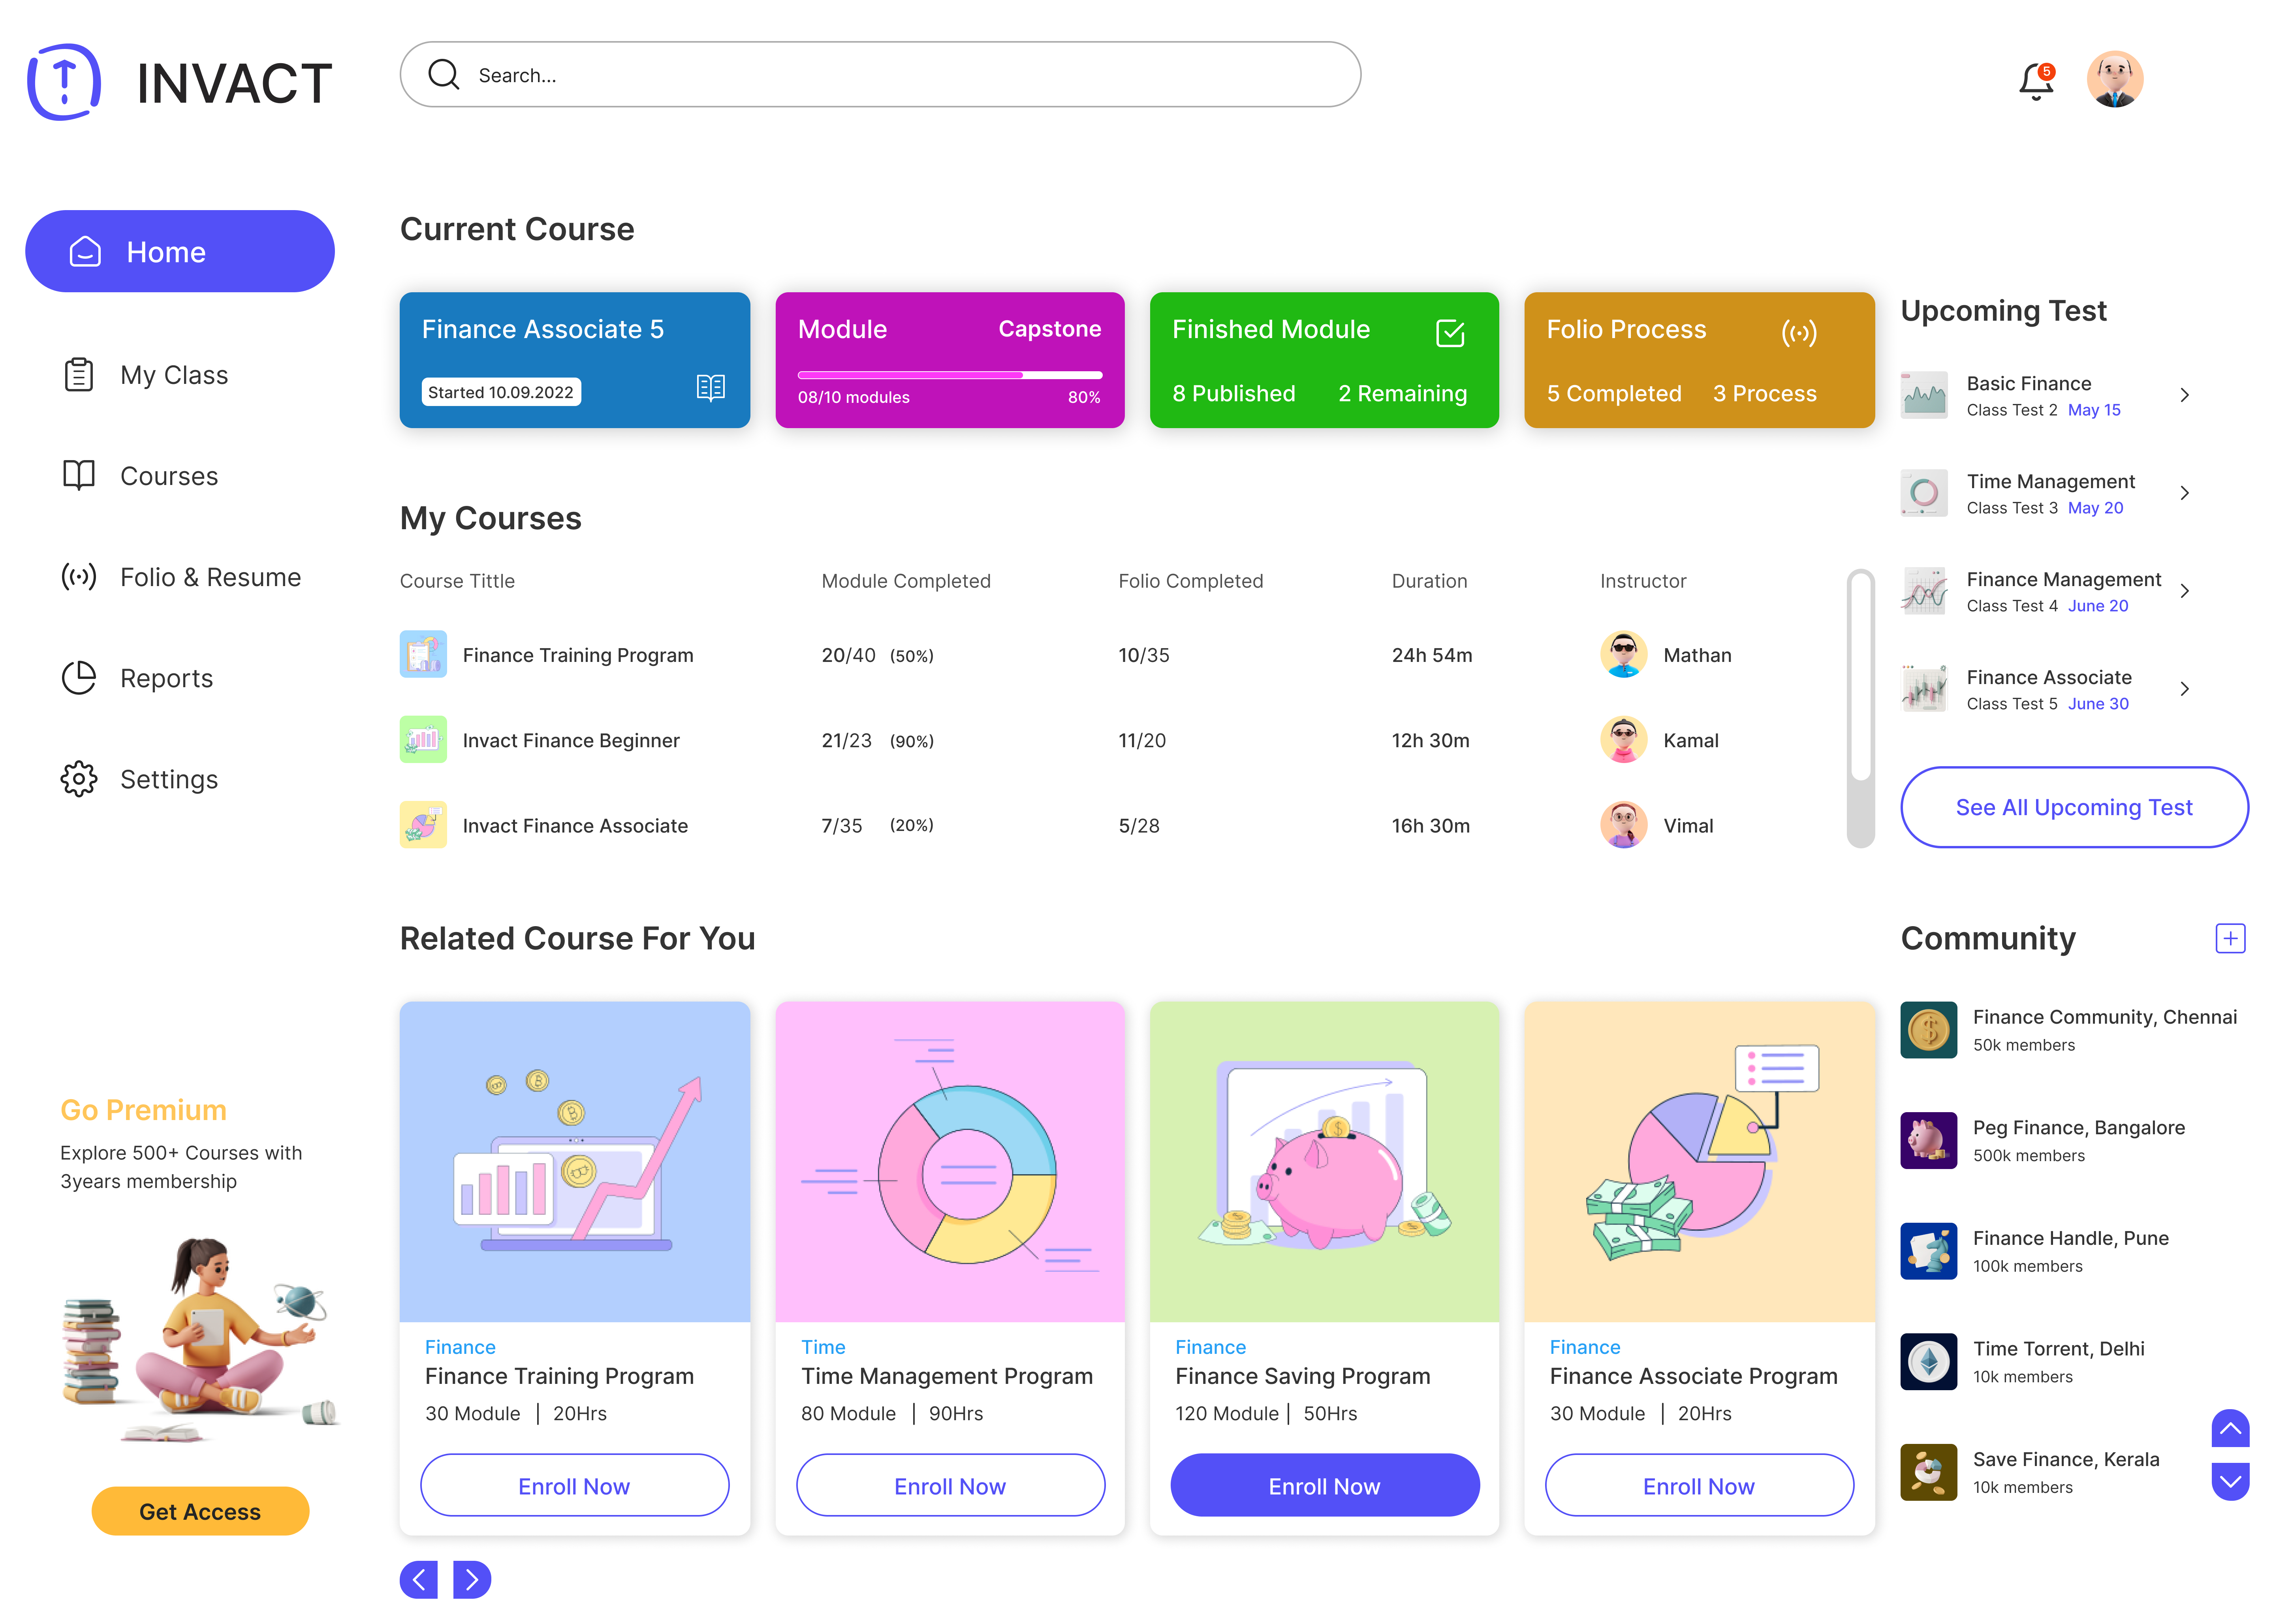 INVACT
Search...
5
Home
My Class
Courses
Folio & Resume
Reports
Settings
Go Premium
Explore 500+ Courses with
3years membership
Get Access
Current Course
Finance Associate 5
Started 10.09.2022
Module Capstone
08/10 modules 80%
Finished Module
8 Published 2 Remaining
Folio Process
5 Completed 3 Process
My Courses
Course Tittle Module Completed Folio Completed Duration Instructor
Finance Training Program 20/40 (50%) 10/35 24h 54m Mathan
Invact Finance Beginner 21/23 (90%) 11/20 12h 30m Kamal
Invact Finance Associate 7/35 (20%) 5/28 16h 30m Vimal
Related Course For You
Finance
Finance Training Program
30 Module | 20Hrs
Enroll Now
Time
Time Management Program
80 Module | 90Hrs
Enroll Now
Finance
Finance Saving Program
120 Module | 50Hrs
Enroll Now
Finance
Finance Associate Program
30 Module | 20Hrs
Enroll Now
Upcoming Test
Basic Finance
Class Test 2 May 15
Time Management
Class Test 3 May 20
Finance Management
Class Test 4 June 20
Finance Associate
Class Test 5 June 30
See All Upcoming Test
Community
Finance Community, Chennai
50k members
Peg Finance, Bangalore
500k members
Finance Handle, Pune
100k members
Time Torrent, Delhi
10k members
Save Finance, Kerala
10k members